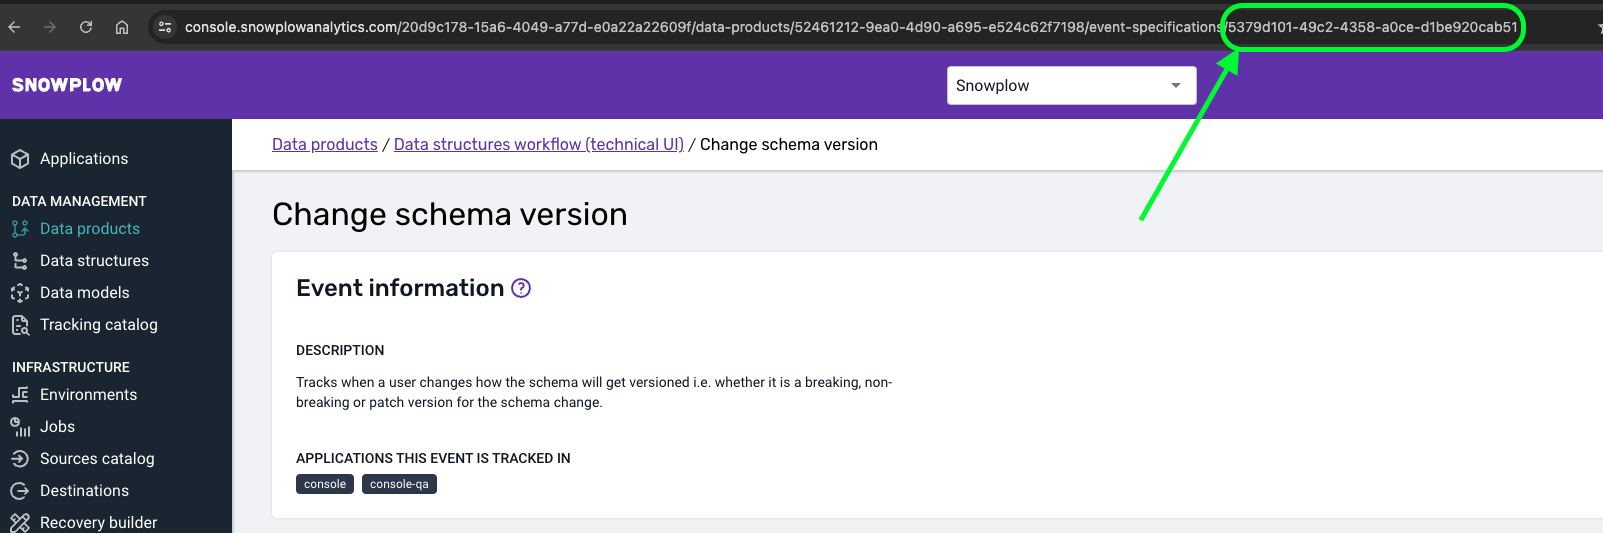 console.snowplowanalytics.com/20d9c178-15a6-4049-a77d-e0a22a22609f/data-products/52461212-9ea0-4d90-a695-e524c62f7198/event-specifications/5379d101-49c2-4358-a0ce-d1be920cab51
SNOWPLOW
Snowplow
Data products / Data structures workflow (technical UI) / Change schema version
Applications
DATA MANAGEMENT
Data products
Data structures
Data models
Tracking catalog
INFRASTRUCTURE
Environments
Jobs
Sources catalog
Destinations
Recovery builder
Change schema version
Event information ?
DESCRIPTION
Tracks when a user changes how the schema will get versioned i.e. whether it is a breaking, non-
breaking or patch version for the schema change.
APPLICATIONS THIS EVENT IS TRACKED IN
console console-qa